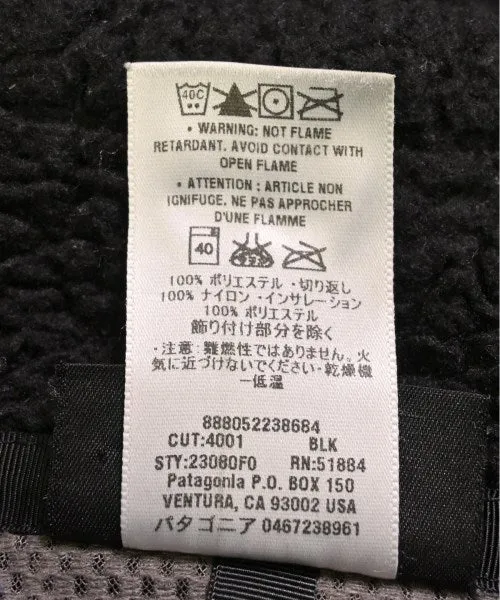 40C
• WARNING: NOT FLAME
RETARDANT. AVOID CONTACT WITH
OPEN FLAME
• ATTENTION : ARTICLE NON
IGNIFUGE. NE PAS APPROCHER
D'UNE FLAMME
40
100% ポリエステル・切り返し
100% ナイロン・インサレーション
100% ポリエステル
飾り付け部分を除く
・注意：難燃性ではありません。火
気に近づけないでください・乾燥機
－低温
888052238684
CUT:4001 BLK
STY:23080F0 RN:51884
Patagonia P.O. BOX 150
VENTURA, CA 93002 USA
パタゴニア 0467238961